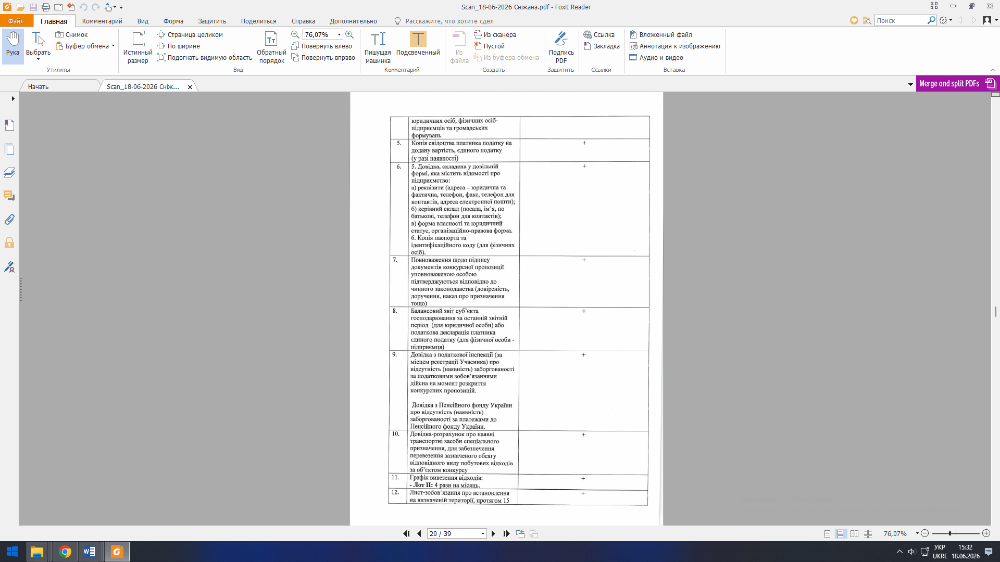 Scan_18-06-2026 Сніжана.pdf - Foxit Reader
Файл
Главная
Комментарий
Вид
Форма
Защитить
Поделиться
Справка
Дополнительно
Расскажите, что хотите сделать
Поиск
Рука
Выбрать
Снимок
Буфер обмена
Утилиты
Истинный размер
Страница целиком
По ширине
Подогнать видимую область
Обратный порядок
76,07%
Повернуть влево
Повернуть вправо
Вид
Пишущая машинка
Подсвеченный
Комментарий
Из файла
Из сканера
Пустой
Из буфера обмена
Создать
Подпись PDF
Защитить
Ссылка
Закладка
Ссылки
Вложенный файл
Аннотация к изображению
Аудио и видео
Вставка
Начать
Scan_18-06-2026 Сніж...
Merge and split PDFs
юридичних осіб, фізичних осіб-
підприємців та громадських
формувань
5. Копія свідоцтва платника податку на +
додану вартість, єдиного податку
(у разі наявності)
6. 5. Довідка, складена у довільній +
формі, яка містить відомості про
підприємство:
а) реквізити (адреса – юридична та
фактична, телефон, факс, телефон для
контактів, адреса електронної пошти);
б) керівний склад (посада, ім’я, по
батькові, телефон для контактів);
в) форма власності та юридичний
статус, організаційно-правова форма.
6. Копія паспорта та
ідентифікаційного коду (для фізичних
осіб).
7. Повноваження щодо підпису +
документів конкурсної пропозиції
уповноваженою особою
підтверджуються відповідно до
чинного законодавства (довіреність,
доручення, наказ про призначення
тощо)
8. Балансовий звіт суб’єкта +
господарювання за останній звітній
період (для юридичної особи) або
податкова декларація платника
єдиного податку (для фізичної особи -
підприємця)
9. Довідка з податкової інспекції (за +
місцем реєстрації Учасника) про
відсутність (наявність) заборгованості
за податковими зобов’язаннями
дійсна на момент розкриття
конкурсних пропозицій.
Довідка з Пенсійного фонду України
про відсутність (наявність)
заборгованості за платежами до
Пенсійного фонду України.
10. Довідка-розрахунок про наявні +
транспортні засоби спеціального
призначення, для забезпечення
перевезення зазначеного обсягу
відповідного виду побутових відходів
за об’єктом конкурсу
11. Графік вивезення відходів: +
- Лот ІІ: 4 рази на місяць.
12. Лист-зобов’язання про встановлення +
на визначеній території, протягом 15
20 / 39
76,07%
УКР
UKRE
15:32
18.06.2026